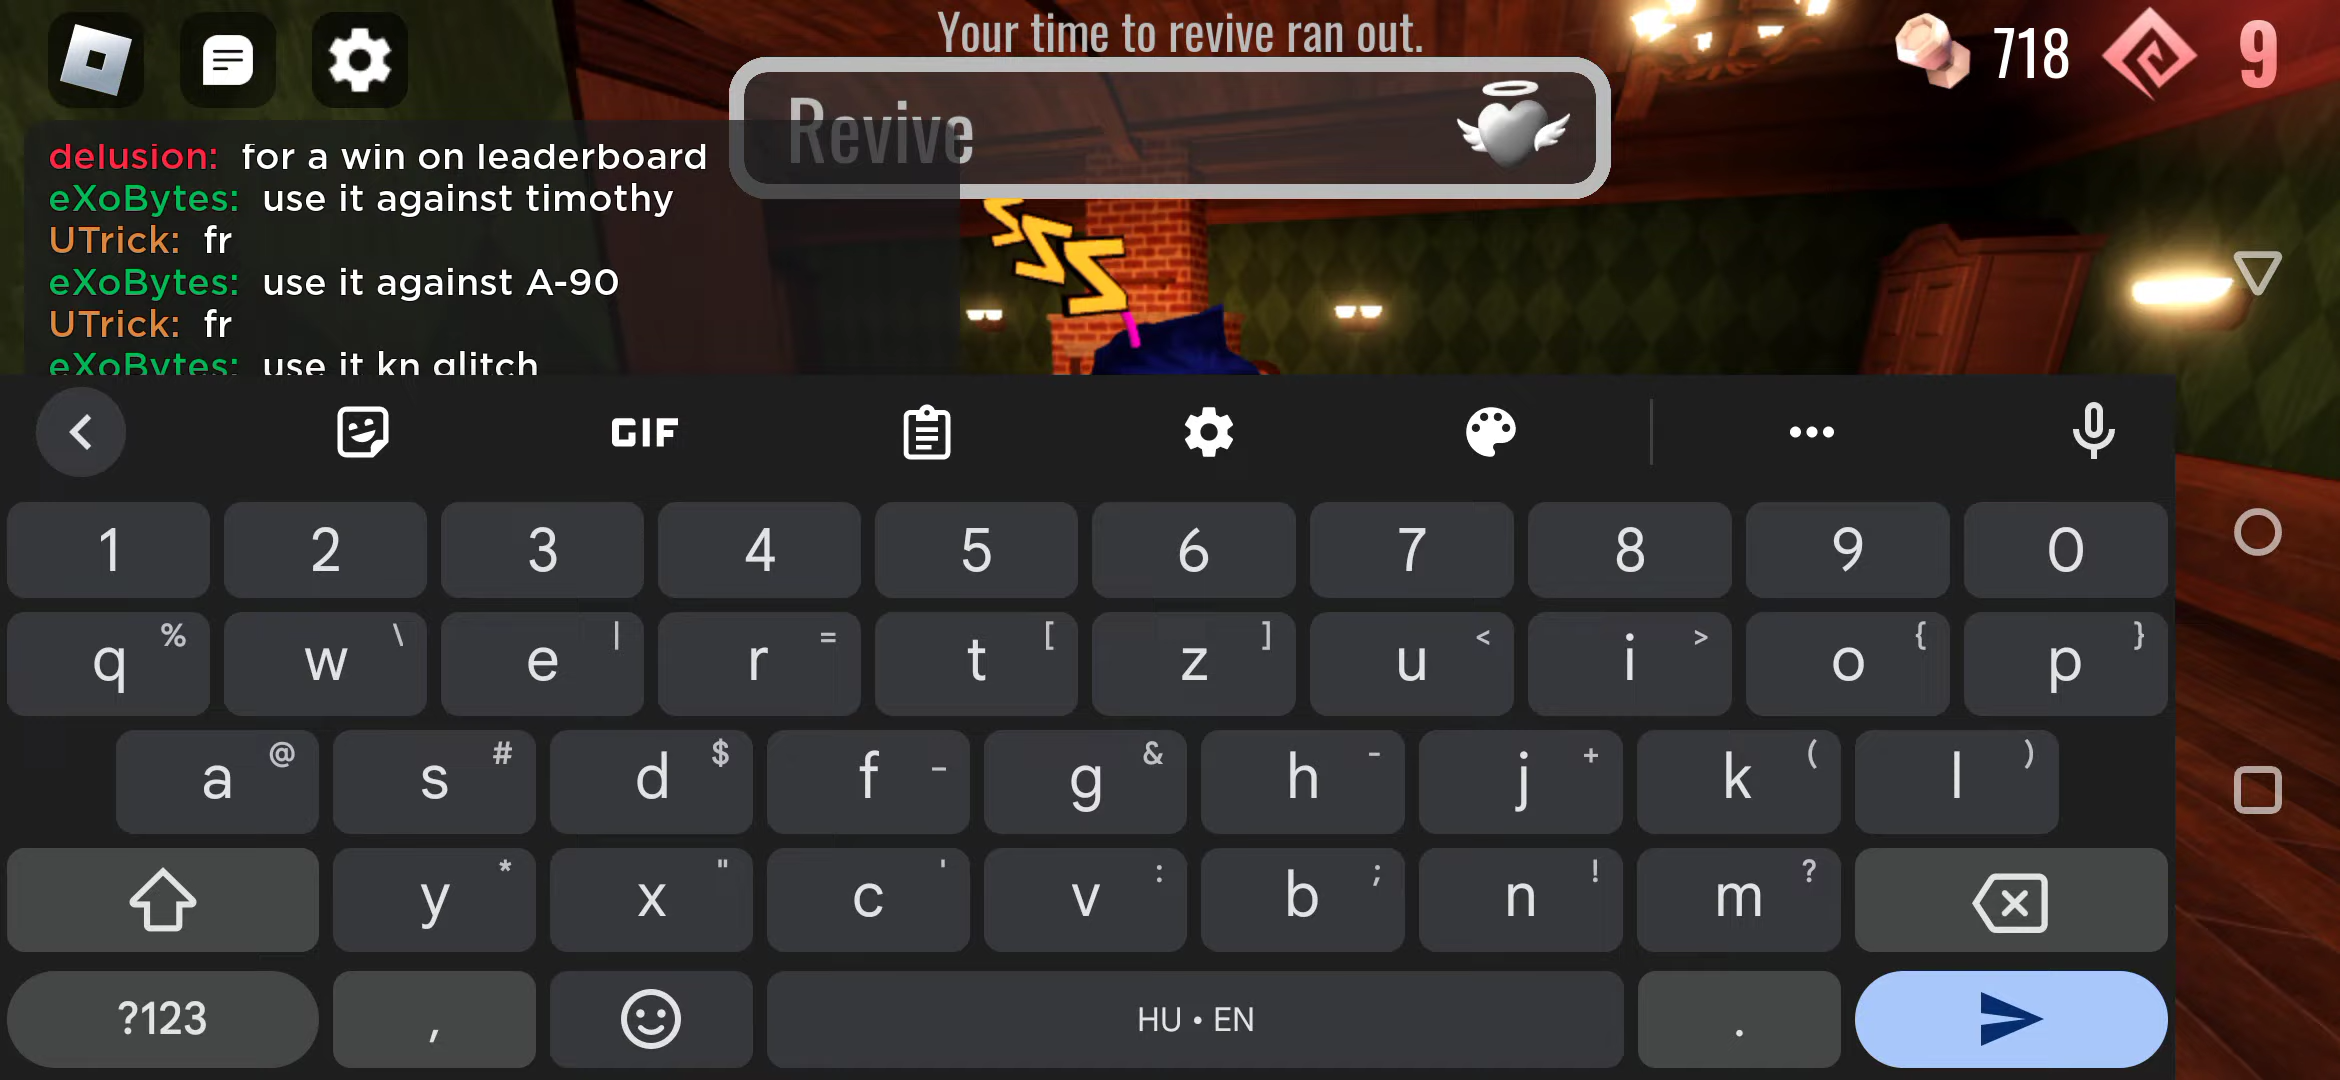 Your time to revive ran out.
718
9
Revive
delusion: for a win on leaderboard
eXoBytes: use it against timothy
UTrick: fr
eXoBytes: use it against A-90
UTrick: fr
eXoBytes: use it kn glitch
GIF
1 2 3 4 5 6 7 8 9 0
q % w \ e | r = t [ z ] u < i > o { p }
a @ s # d $ f _ g & h - j + k ( l )
y * x " c ' v : b ; n ! m ?
?123 , HU • EN .